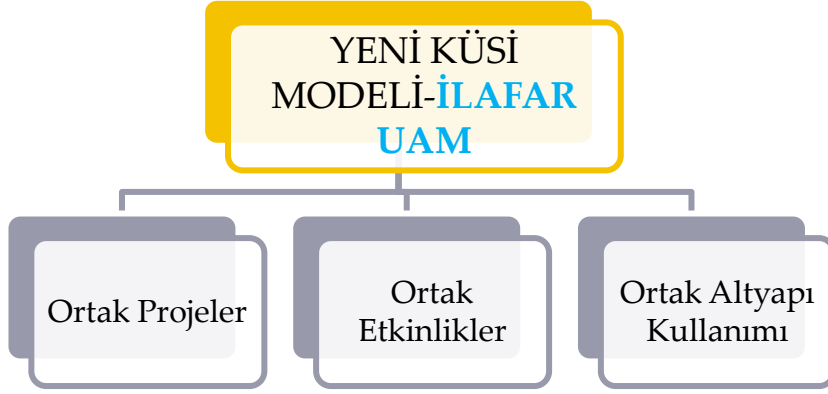 YENİ KÜSİ
MODELİ-İLAFAR
UAM
Ortak Projeler
Ortak
Etkinlikler
Ortak Altyapı
Kullanımı